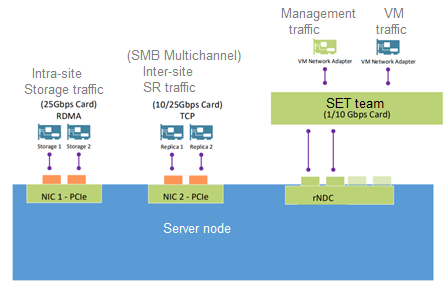 Management
traffic
VM
traffic
VM Network Adapter
VM Network Adapter
Intra-site
Storage traffic
(25Gbps Card)
RDMA
Storage 1
Storage 2
(SMB Multichannel)
Inter-site
SR traffic
(10/25Gbps Card)
TCP
Replica 1
Replica 2
SET team
(1/10 Gbps Card)
NIC 1 - PCIe
NIC 2 - PCIe
rNDC
Server node